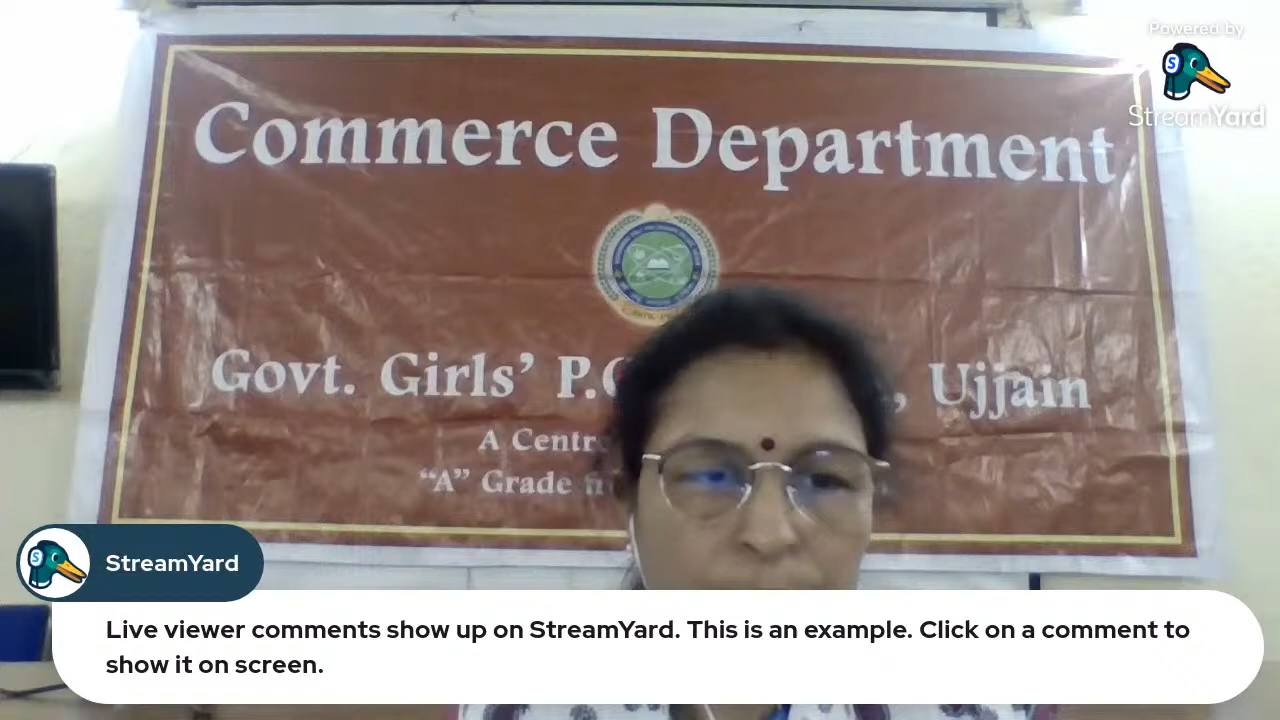 Powered by
StreamYard
Commerce Department
Govt. Girls' P. , Ujjain
A
"A" Grade
StreamYard
Live viewer comments show up on StreamYard. This is an example. Click on a comment to
show it on screen.